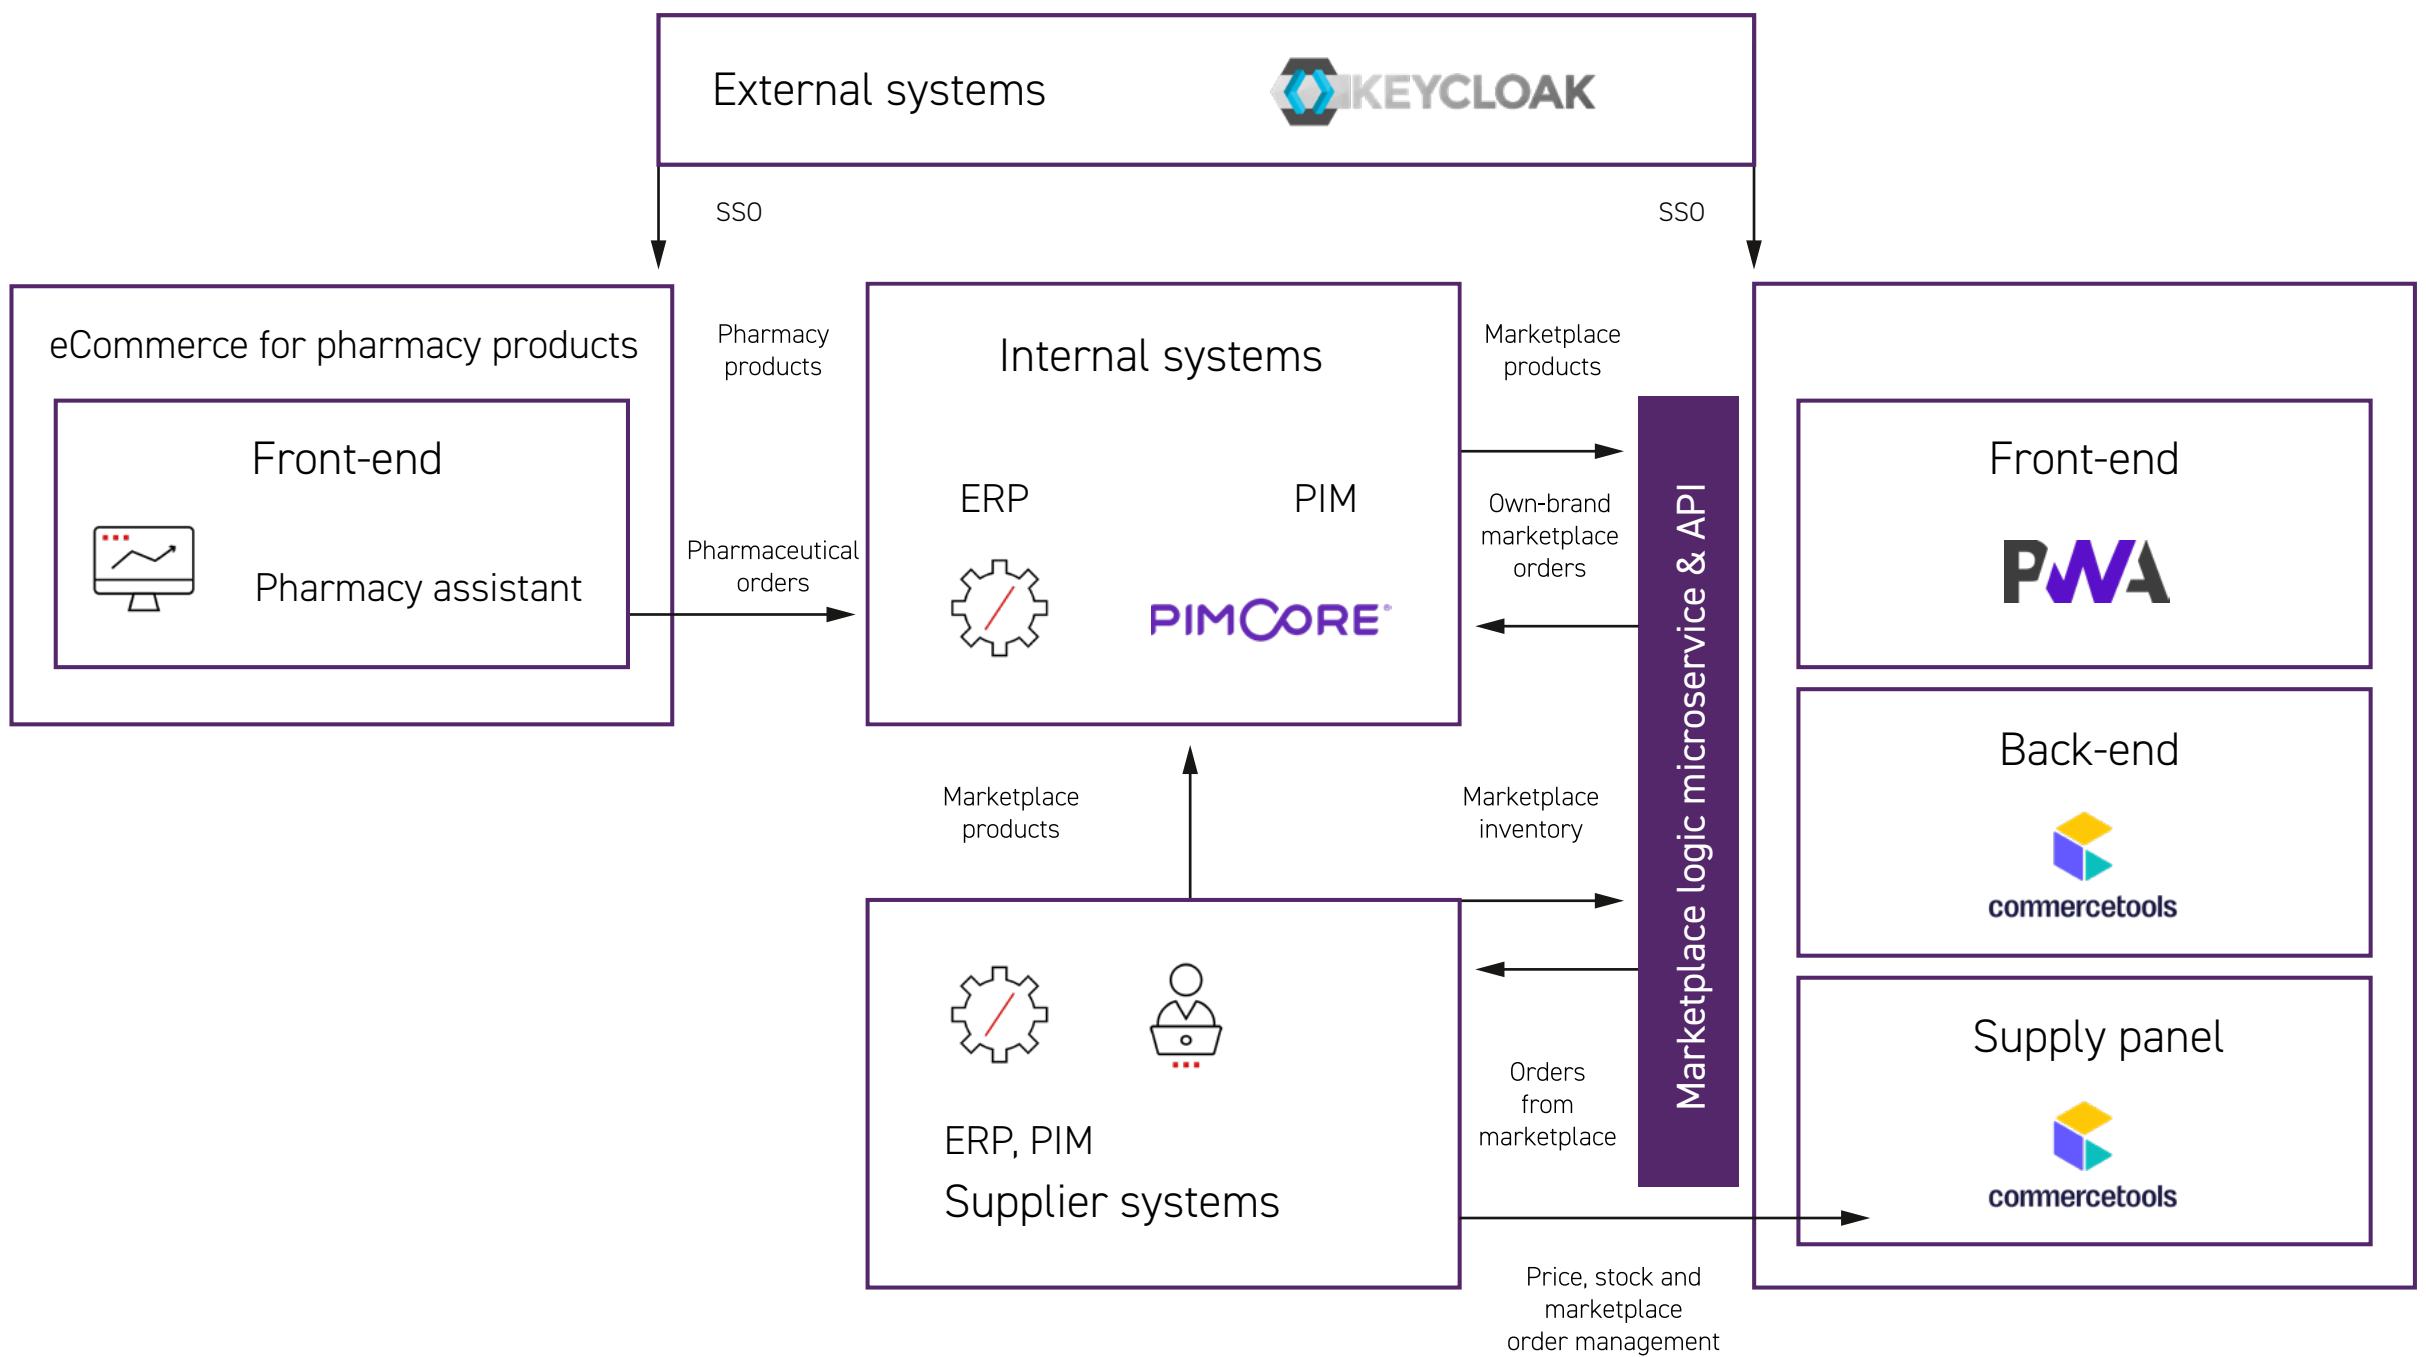 External systems
KEYCLOAK
SSO
SSO
eCommerce for pharmacy products
Front-end
Pharmacy assistant
Pharmacy
products
Pharmaceutical
orders
Internal systems
ERP
PIM
PIMCORE®
Marketplace
products
Own-brand
marketplace
orders
Marketplace logic microservice & API
Front-end
PWA
Back-end
commercetools
Supply panel
commercetools
Marketplace
products
Marketplace
inventory
ERP, PIM
Supplier systems
Orders
from
marketplace
Price, stock and
marketplace
order management